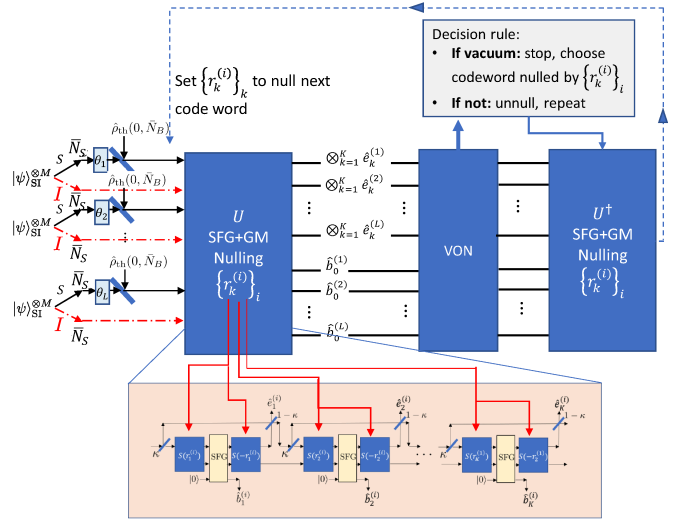 Decision rule:
• If vacuum: stop, choose
codeword nulled by {r_k^(i)}_i
• If not: unnull, repeat
Set {r_k^(i)}_k to null next
code word
ρ̂_th(0, N̄_B)
S N̄_S θ_1
|ψ⟩_SI^⊗M
I N̄_S
ρ̂_th(0, N̄_B)
S N̄_S θ_2
|ψ⟩_SI^⊗M
I N̄_S
⋮
ρ̂_th(0, N̄_B)
S N̄_S θ_L
|ψ⟩_SI^⊗M
I N̄_S
U
SFG+GM
Nulling
{r_k^(i)}_i
⊗_{k=1}^K ê_k^(1)
⊗_{k=1}^K ê_k^(2)
⋮ ⋮
⊗_{k=1}^K ê_k^(L)
b̂_0^(1)
b̂_0^(2)
⋮ ⋮
b̂_0^(L)
VON
⋮
⋮
U†
SFG+GM
Nulling
{r_k^(i)}_i
ê_1^(i) ê_2^(i) ê_K^(i)
1 − κ 1 − κ 1 − κ
κ S(r_1^(i)) SFG S(−r_1^(i)) κ S(r_2^(i)) SFG S(−r_2^(i)) ⋯ κ S(r_K^(i)) SFG S(−r_K^(i))
|0⟩ b̂_1^(i) |0⟩ b̂_2^(i) |0⟩ b̂_K^(i)